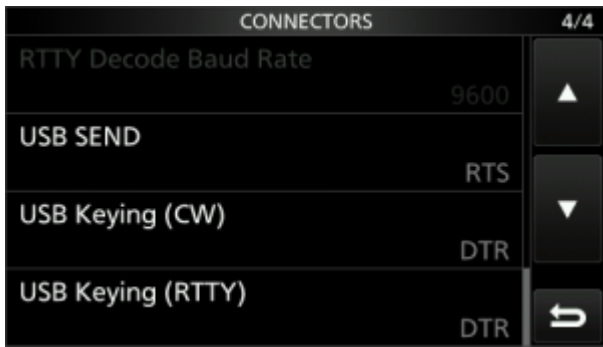 CONNECTORS 4/4
RTTY Decode Baud Rate
9600
USB SEND
RTS
USB Keying (CW)
DTR
USB Keying (RTTY)
DTR